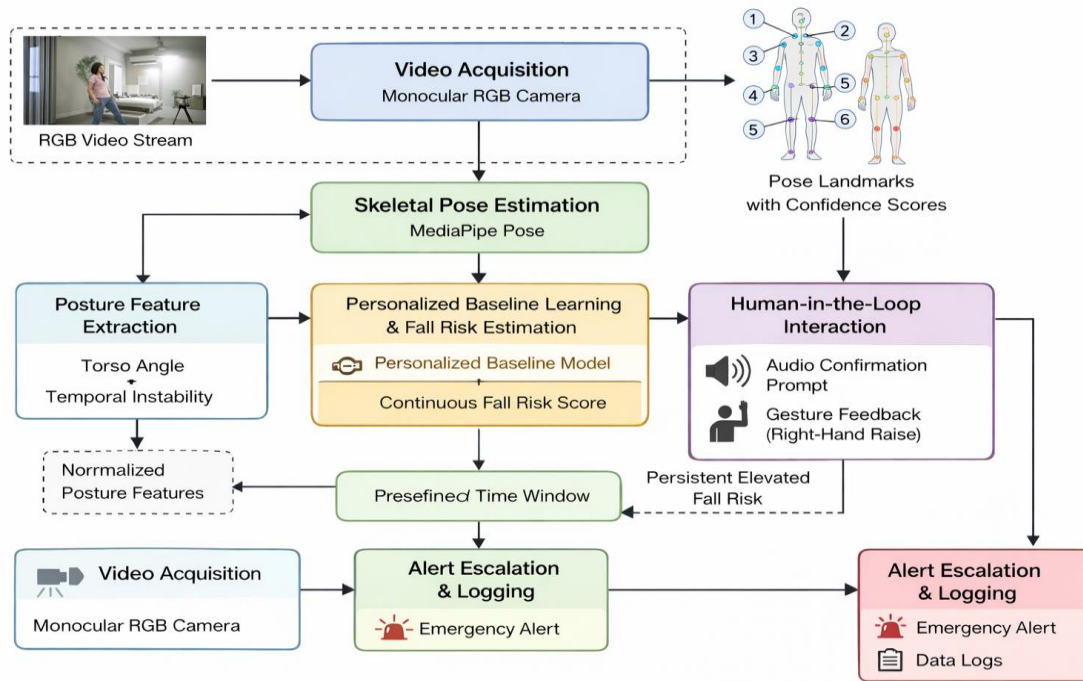 Video Acquisition
Monocular RGB Camera
RGB Video Stream
1
2
3
4
5
5
6
Pose Landmarks
with Confidence Scores
Skeletal Pose Estimation
MediaPipe Pose
Posture Feature
Extraction
Torso Angle
Temporal Instability
Personalized Baseline Learning
& Fall Risk Estimation
Personalized Baseline Model
Continuous Fall Risk Score
Human-in-the-Loop
Interaction
Audio Confirmation
Prompt
Gesture Feedback
(Right-Hand Raise)
Norrmalized
Posture Features
Presefined Time Window
Persistent Elevated
Fall Risk
Video Acquisition
Monocular RGB Camera
Alert Escalation
& Logging
Emergency Alert
Alert Escalation
& Logging
Emergency Alert
Data Logs